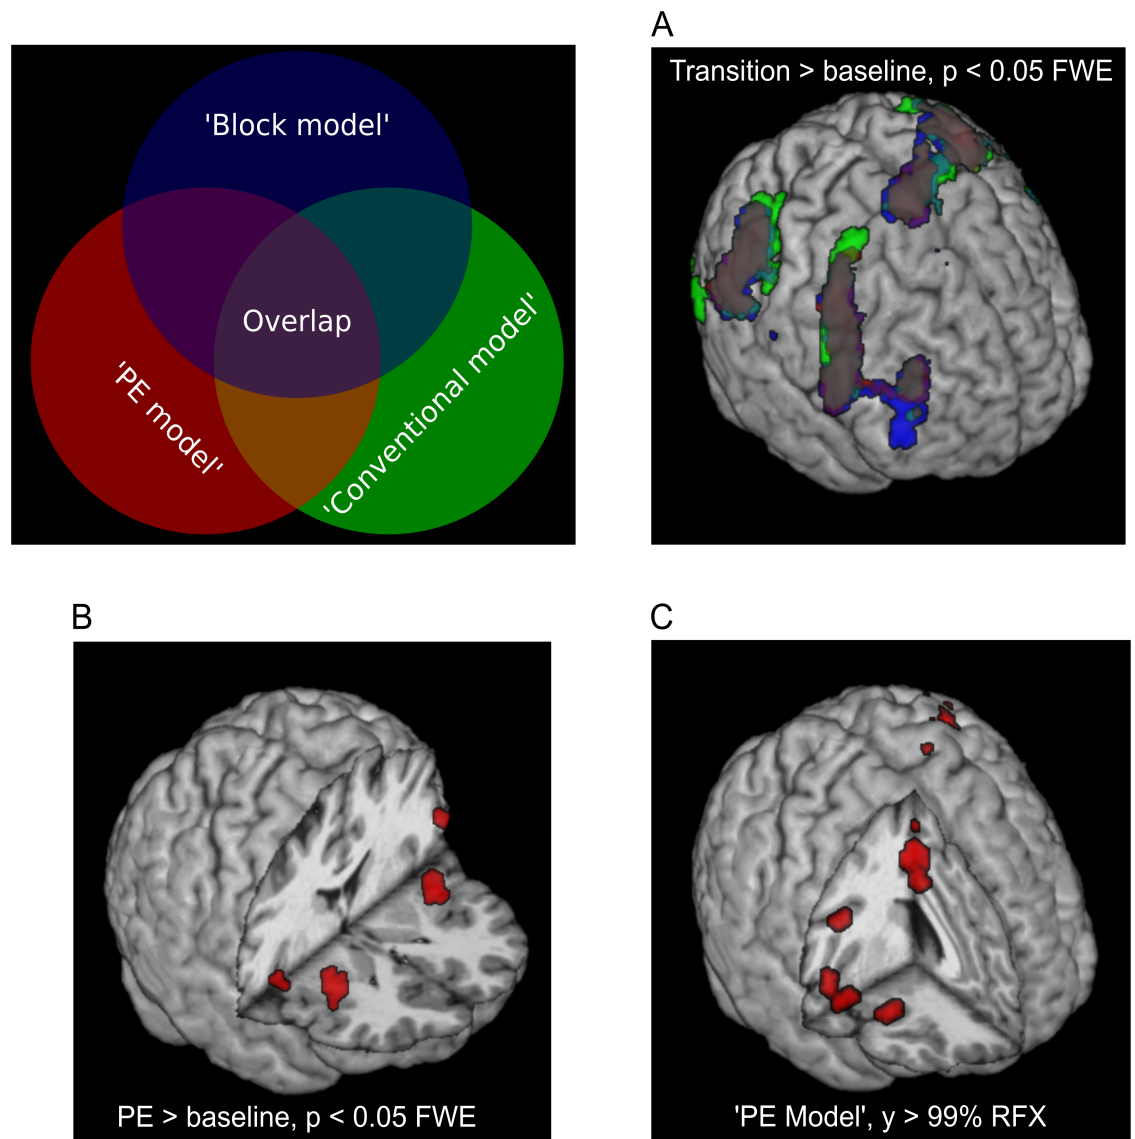 A
'Block model'
Overlap
'PE model'
'Conventional model'
Transition > baseline, p < 0.05 FWE
B
PE > baseline, p < 0.05 FWE
C
'PE Model', y > 99% RFX